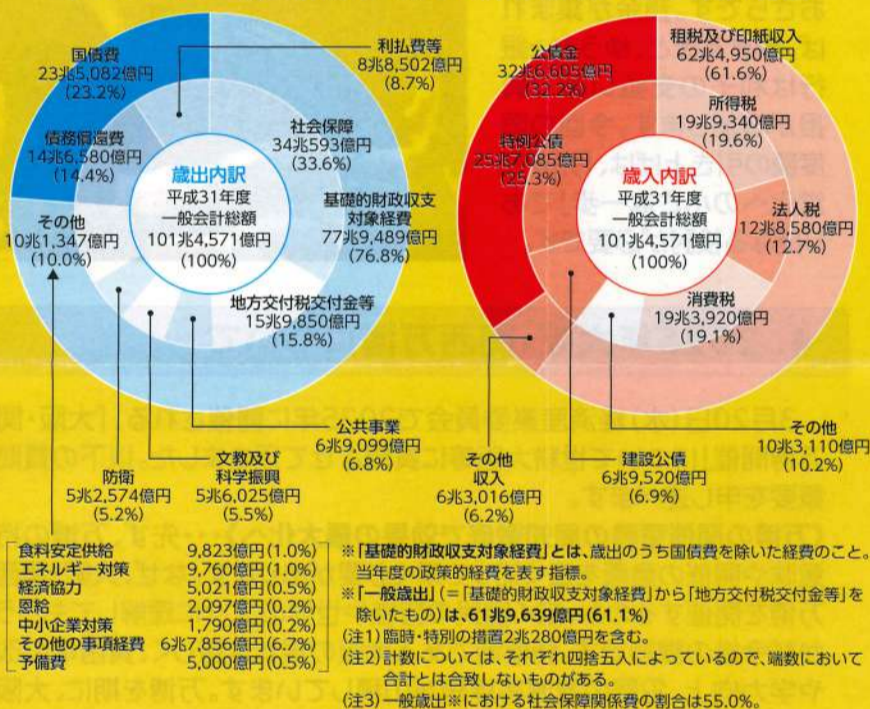 国債費
23兆5,082億円
(23.2%)
利払費等
8兆8,502億円
(8.7%)
債務償還費
14兆6,580億円
(14.4%)
社会保障
34兆593億円
(33.6%)
歳出内訳
平成31年度
一般会計総額
101兆4,571億円
(100%)
基礎的財政収支
対象経費
77兆9,489億円
(76.8%)
その他
10兆1,347億円
(10.0%)
地方交付税交付金等
15兆9,850億円
(15.8%)
公共事業
6兆9,099億円
(6.8%)
文教及び
科学振興
5兆6,025億円
(5.5%)
防衛
5兆2,574億円
(5.2%)
公債金
32兆6,605億円
(32.2%)
租税及び印紙収入
62兆4,950億円
(61.6%)
所得税
19兆9,340億円
(19.6%)
特例公債
25兆7,085億円
(25.3%)
歳入内訳
平成31年度
一般会計総額
101兆4,571億円
(100%)
法人税
12兆8,580億円
(12.7%)
消費税
19兆3,920億円
(19.1%)
その他
10兆3,110億円
(10.2%)
建設公債
6兆9,520億円
(6.9%)
その他
収入
6兆3,016億円
(6.2%)
食料安定供給 9,823億円(1.0%)
エネルギー対策 9,760億円(1.0%)
経済協力 5,021億円(0.5%)
恩給 2,097億円(0.2%)
中小企業対策 1,790億円(0.2%)
その他の事項経費 6兆7,856億円(6.7%)
予備費 5,000億円(0.5%)
※「基礎的財政収支対象経費」とは、歳出のうち国債費を除いた経費のこと。
当年度の政策的経費を表す指標。
※「一般歳出」(=「基礎的財政収支対象経費」から「地方交付税交付金等」を
除いたもの)は、61兆9,639億円(61.1%)
(注1)臨時・特別の措置2兆280億円を含む。
(注2)計数については、それぞれ四捨五入によっているので、端数において
合計とは合致しないものがある。
(注3)一般歳出※における社会保障関係費の割合は55.0%。